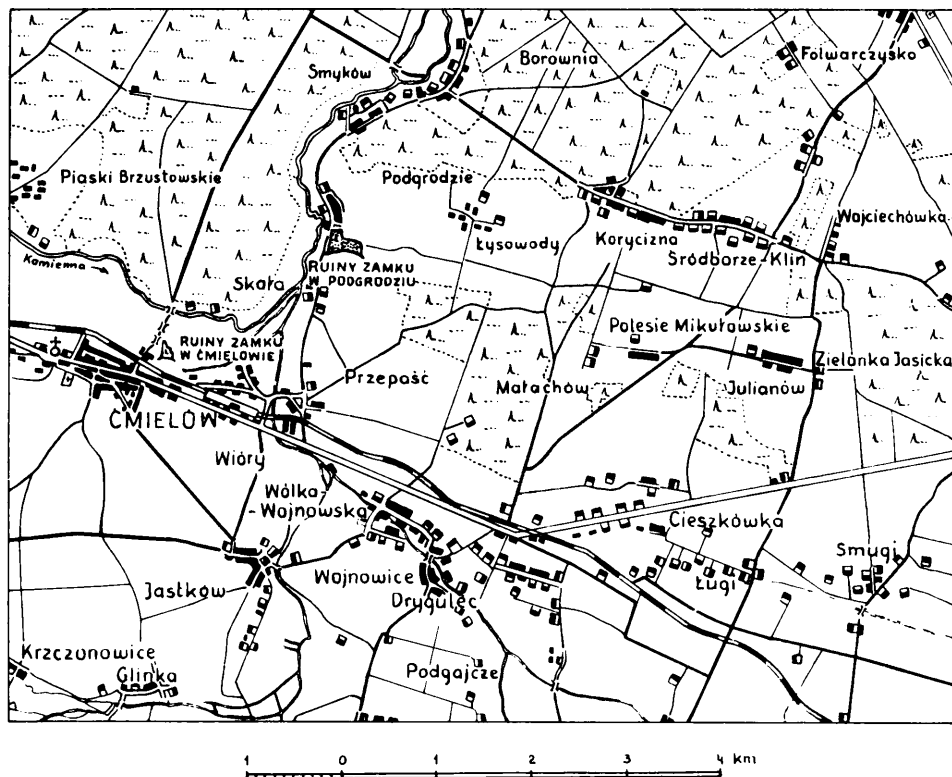 Smyków
Borownia
Folwarczysko
Piaski Brzustowskie
Podgrodzie
Łysowody
Korycizna
Wojciechówka
Śródborze-Klin
Kamienna
Skała
RUINY ZAMKU
W PODGRODZIU
RUINY ZAMKU
W ĆMIELOWIE
Polesie Mikułowskie
Przepaść
Małachów
Julianów
Zielonka Jasicka
ĆMIELÓW
Wióry
Wólka-
-Wojnowska
Cieszkówka
Smugi
Jastków
Wojnowice
Drygulec
Ługi
Krzczonowice
Glinka
Podgajcze
1 0 1 2 3 4 km